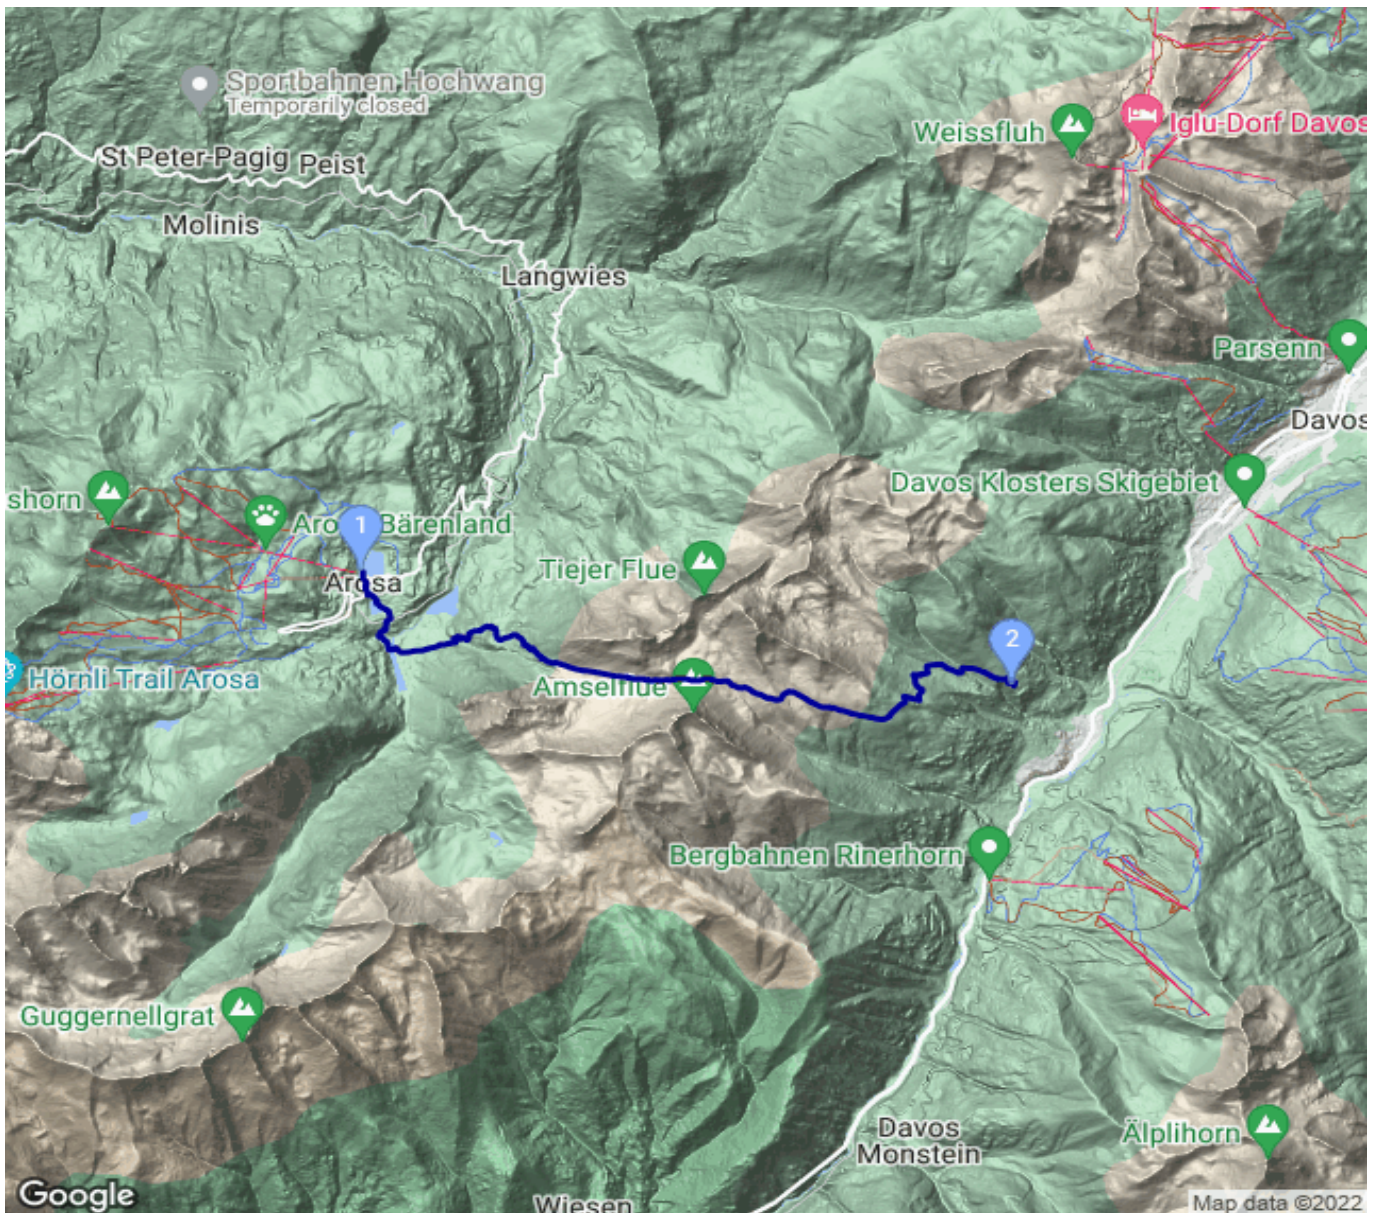 Sportbahnen Hochwang
Temporarily closed
Weissfluh
Iglu-Dorf Davos
St Peter-Pagig
Peist
Molinis
Langwies
Parsenn
Davos
shorn
Davos Klosters Skigebiet
Aro Bärenland
1
Arosa
Tiejer Flue
2
Hörnli Trail Arosa
Amselflue
Bergbahnen Rinerhorn
Guggernellgrat
Davos
Monstein
Älplihorn
Wiesen
Google
Map data ©2022